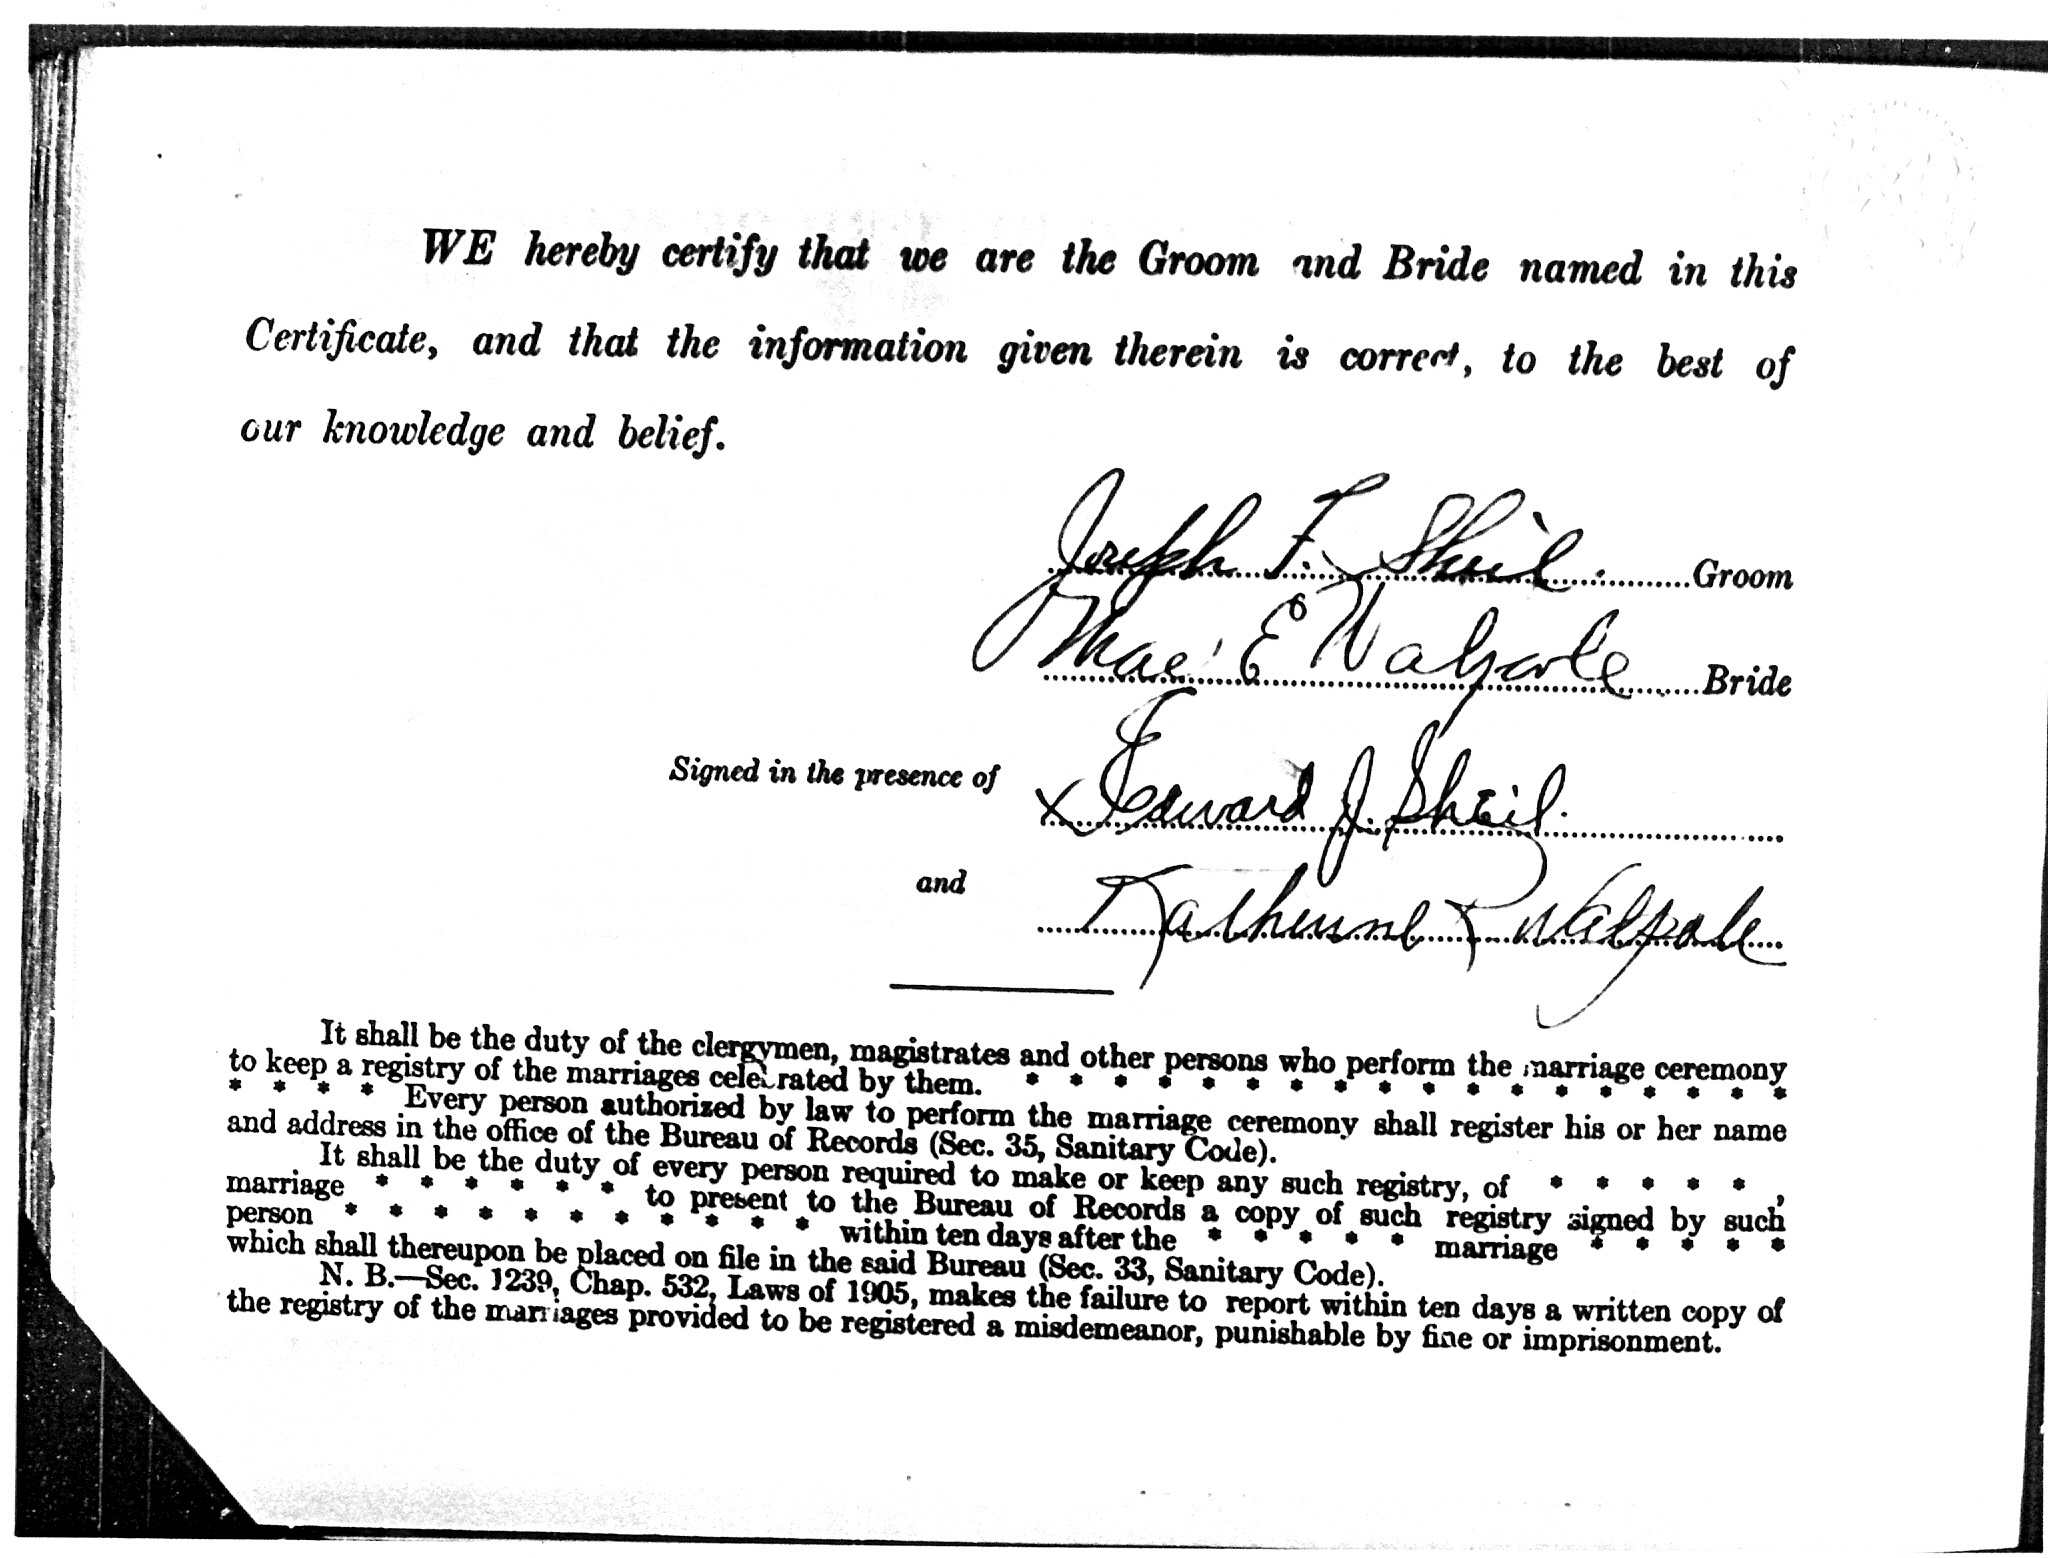 WE hereby certify that we are the Groom and Bride named in this
Certificate, and that the information given therein is correct, to the best of
our knowledge and belief.
Joseph F. Sheil. Groom
Mae E Walpole Bride
Signed in the presence of x Edward J. Sheil.
and Katherine R Walpole
It shall be the duty of the clergymen, magistrates and other persons who perform the marriage ceremony
to keep a registry of the marriages celebrated by them. * * * * * * * * * * * * * * * * * *
* * * * Every person authorized by law to perform the marriage ceremony shall register his or her name
and address in the office of the Bureau of Records (Sec. 35, Sanitary Code).
It shall be the duty of every person required to make or keep any such registry, of * * * * * ,
marriage * * * * * * to present to the Bureau of Records a copy of such registry signed by such
person * * * * * * * * * * * within ten days after the * * * * * marriage * * * * *
which shall thereupon be placed on file in the said Bureau (Sec. 33, Sanitary Code).
N. B.—Sec. 1239, Chap. 532, Laws of 1905, makes the failure to report within ten days a written copy of
the registry of the marriages provided to be registered a misdemeanor, punishable by fine or imprisonment.